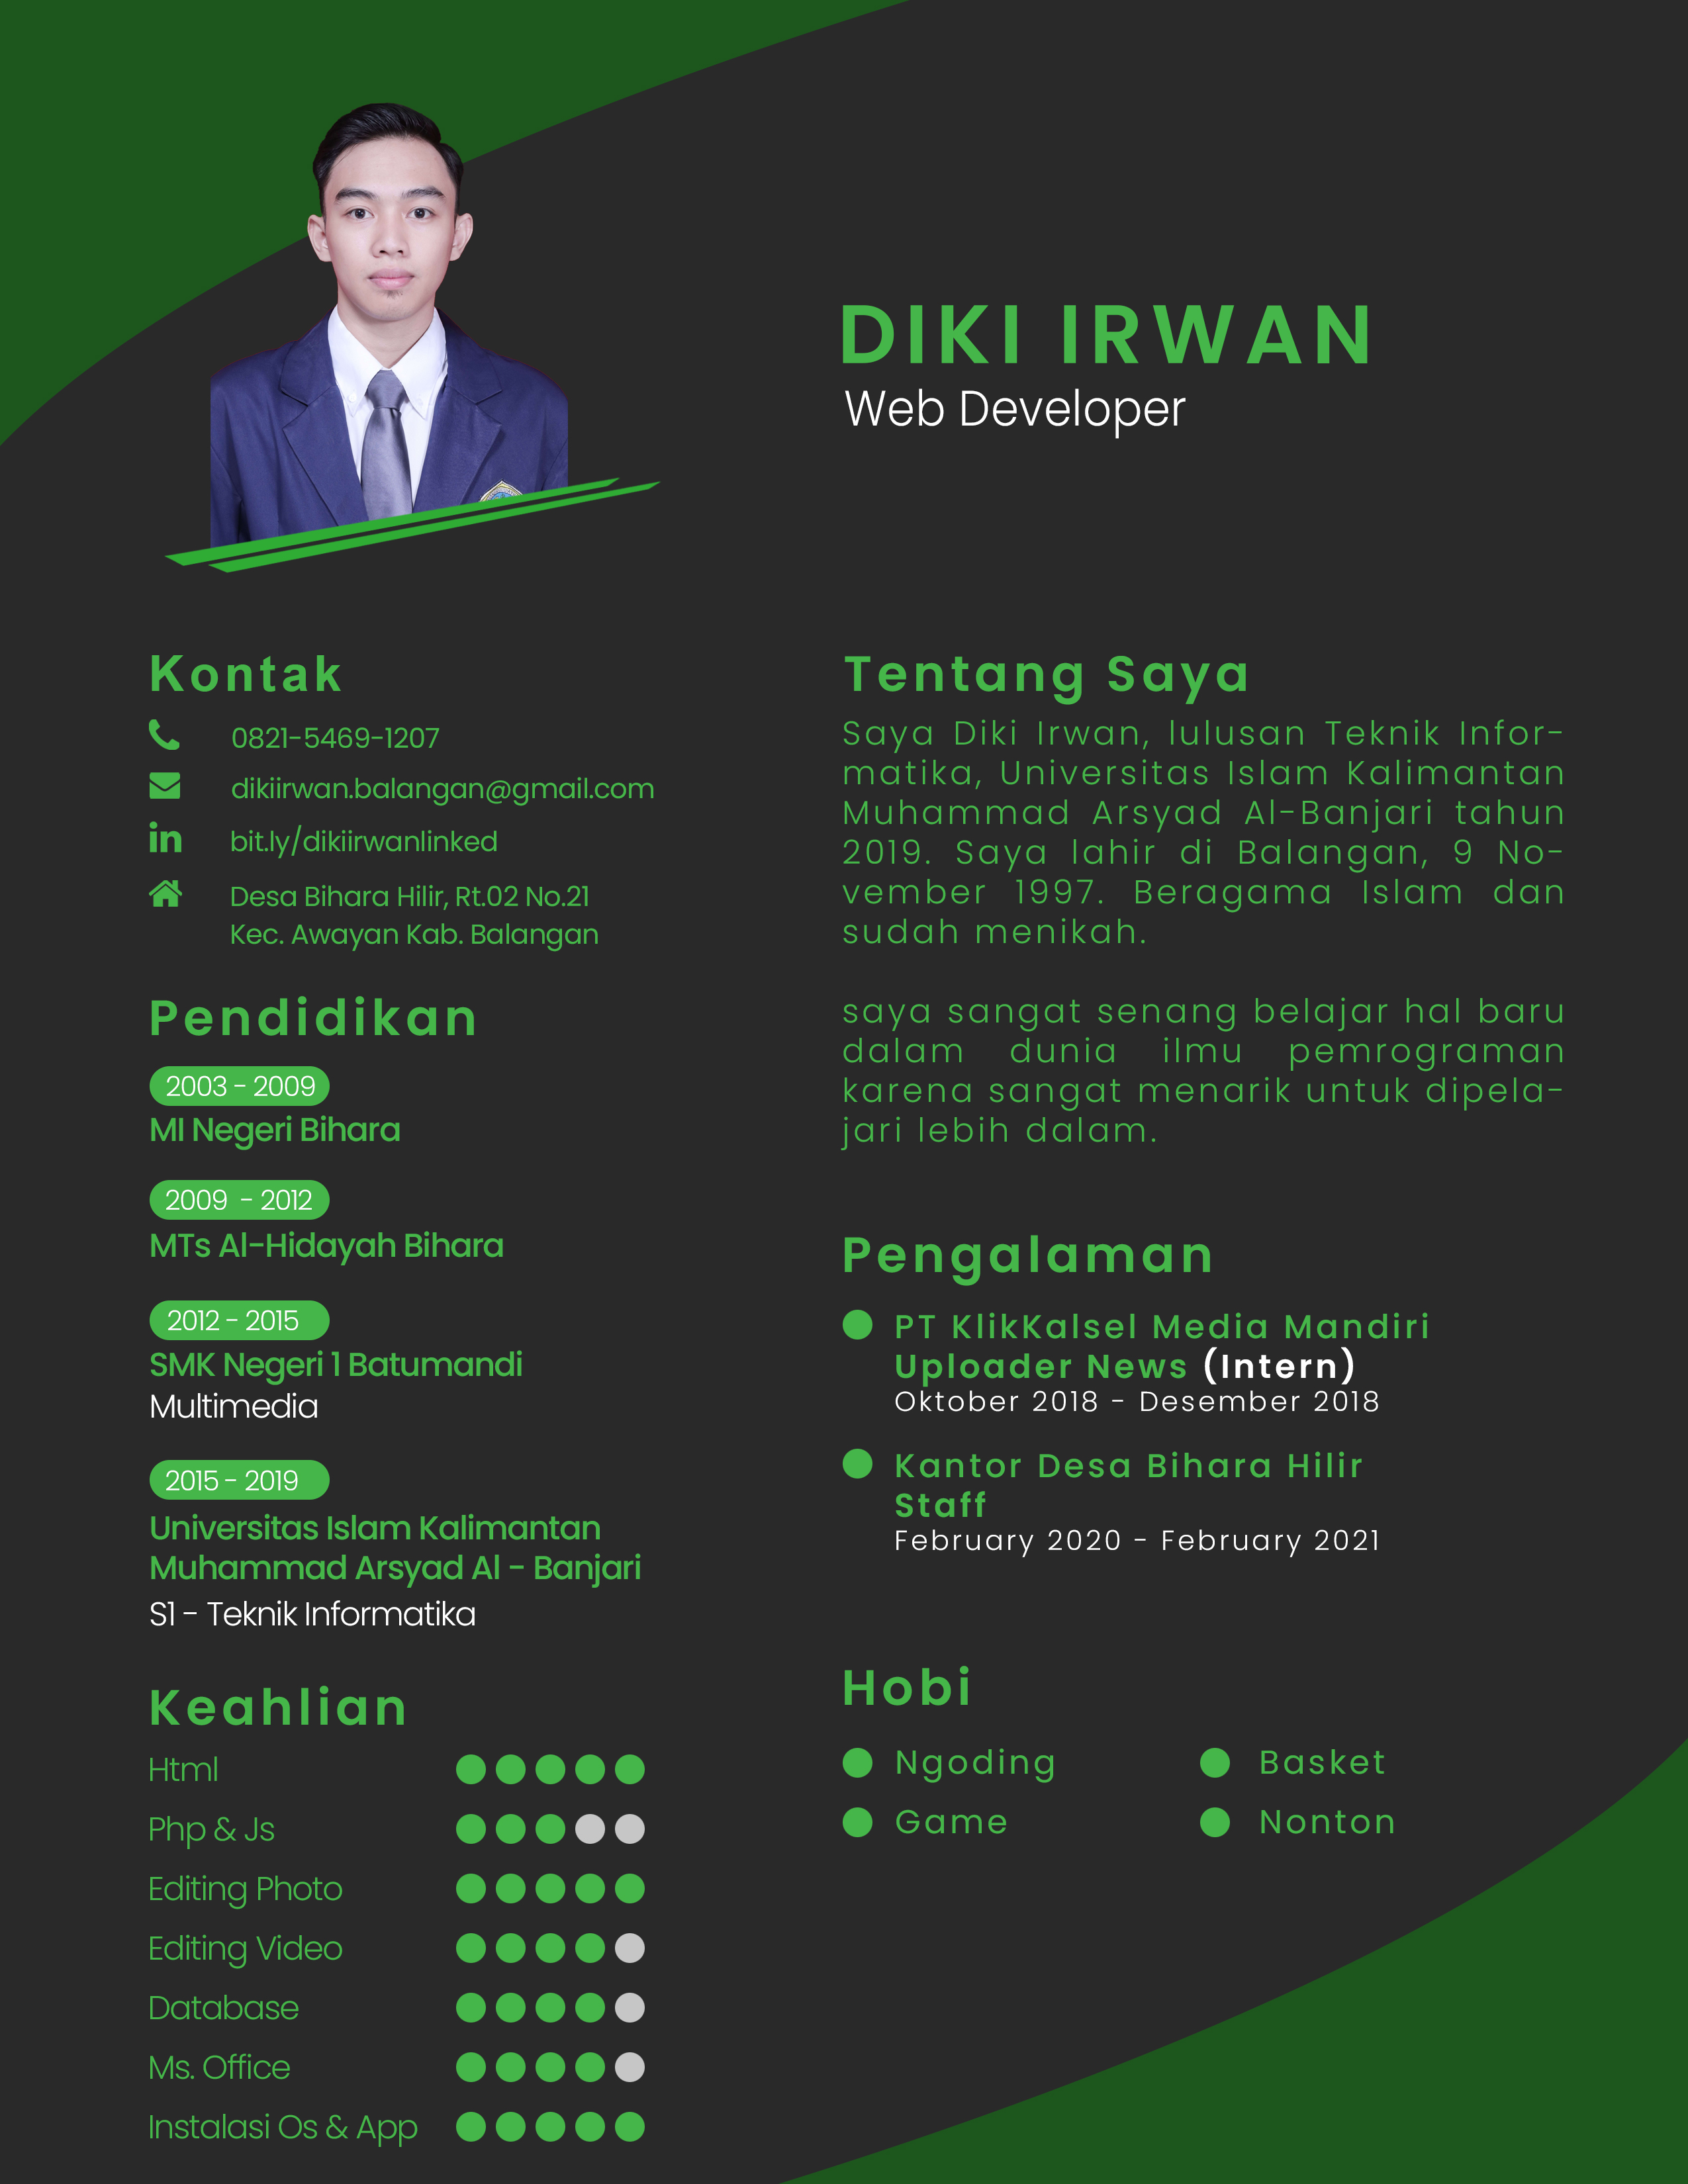 DIKI IRWAN
Web Developer
Kontak
0821-5469-1207
dikiirwan.balangan@gmail.com
in
bit.ly/dikiirwanlinked
Desa Bihara Hilir, Rt.02 No.21
Kec. Awayan Kab. Balangan
Pendidikan
2003 - 2009
MI Negeri Bihara
2009 - 2012
MTs Al-Hidayah Bihara
2012 - 2015
SMK Negeri 1 Batumandi
Multimedia
2015 - 2019
Universitas Islam Kalimantan
Muhammad Arsyad Al - Banjari
S1 - Teknik Informatika
Keahlian
Html
Php & Js
Editing Photo
Editing Video
Database
Ms. Office
Instalasi Os & App
Tentang Saya
Saya Diki Irwan, lulusan Teknik Infor-
matika, Universitas Islam Kalimantan
Muhammad Arsyad Al-Banjari tahun
2019. Saya lahir di Balangan, 9 No-
vember 1997. Beragama Islam dan
sudah menikah.
saya sangat senang belajar hal baru
dalam dunia ilmu pemrograman
karena sangat menarik untuk dipela-
jari lebih dalam.
Pengalaman
PT KlikKalsel Media Mandiri
Uploader News (Intern)
Oktober 2018 - Desember 2018
Kantor Desa Bihara Hilir
Staff
February 2020 - February 2021
Hobi
Ngoding
Basket
Game
Nonton